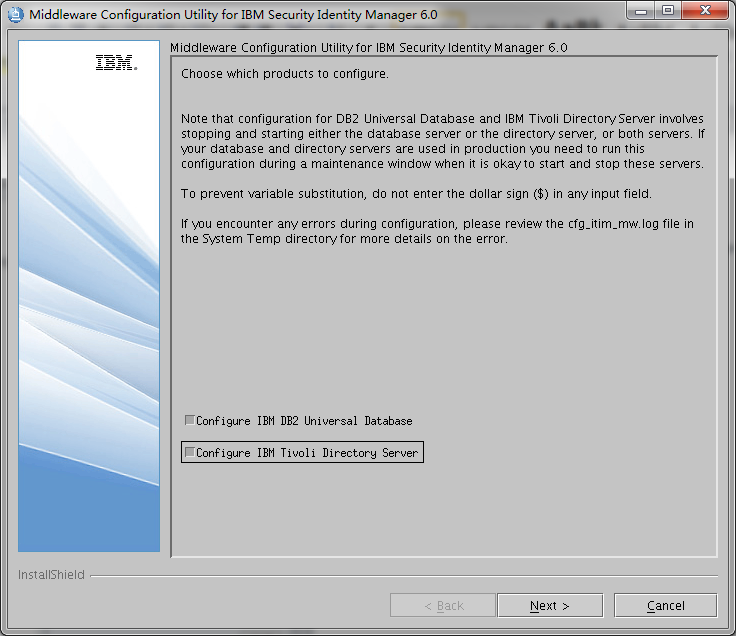 Middleware Configuration Utility for IBM Security Identity Manager 6.0
IBM.
Middleware Configuration Utility for IBM Security Identity Manager 6.0
Choose which products to configure.
Note that configuration for DB2 Universal Database and IBM Tivoli Directory Server involves
stopping and starting either the database server or the directory server, or both servers. If
your database and directory servers are used in production you need to run this
configuration during a maintenance window when it is okay to start and stop these servers.
To prevent variable substitution, do not enter the dollar sign ($) in any input field.
If you encounter any errors during configuration, please review the cfg_itim_mw.log file in
the System Temp directory for more details on the error.
Configure IBM DB2 Universal Database
Configure IBM Tivoli Directory Server
InstallShield
< Back
Next >
Cancel